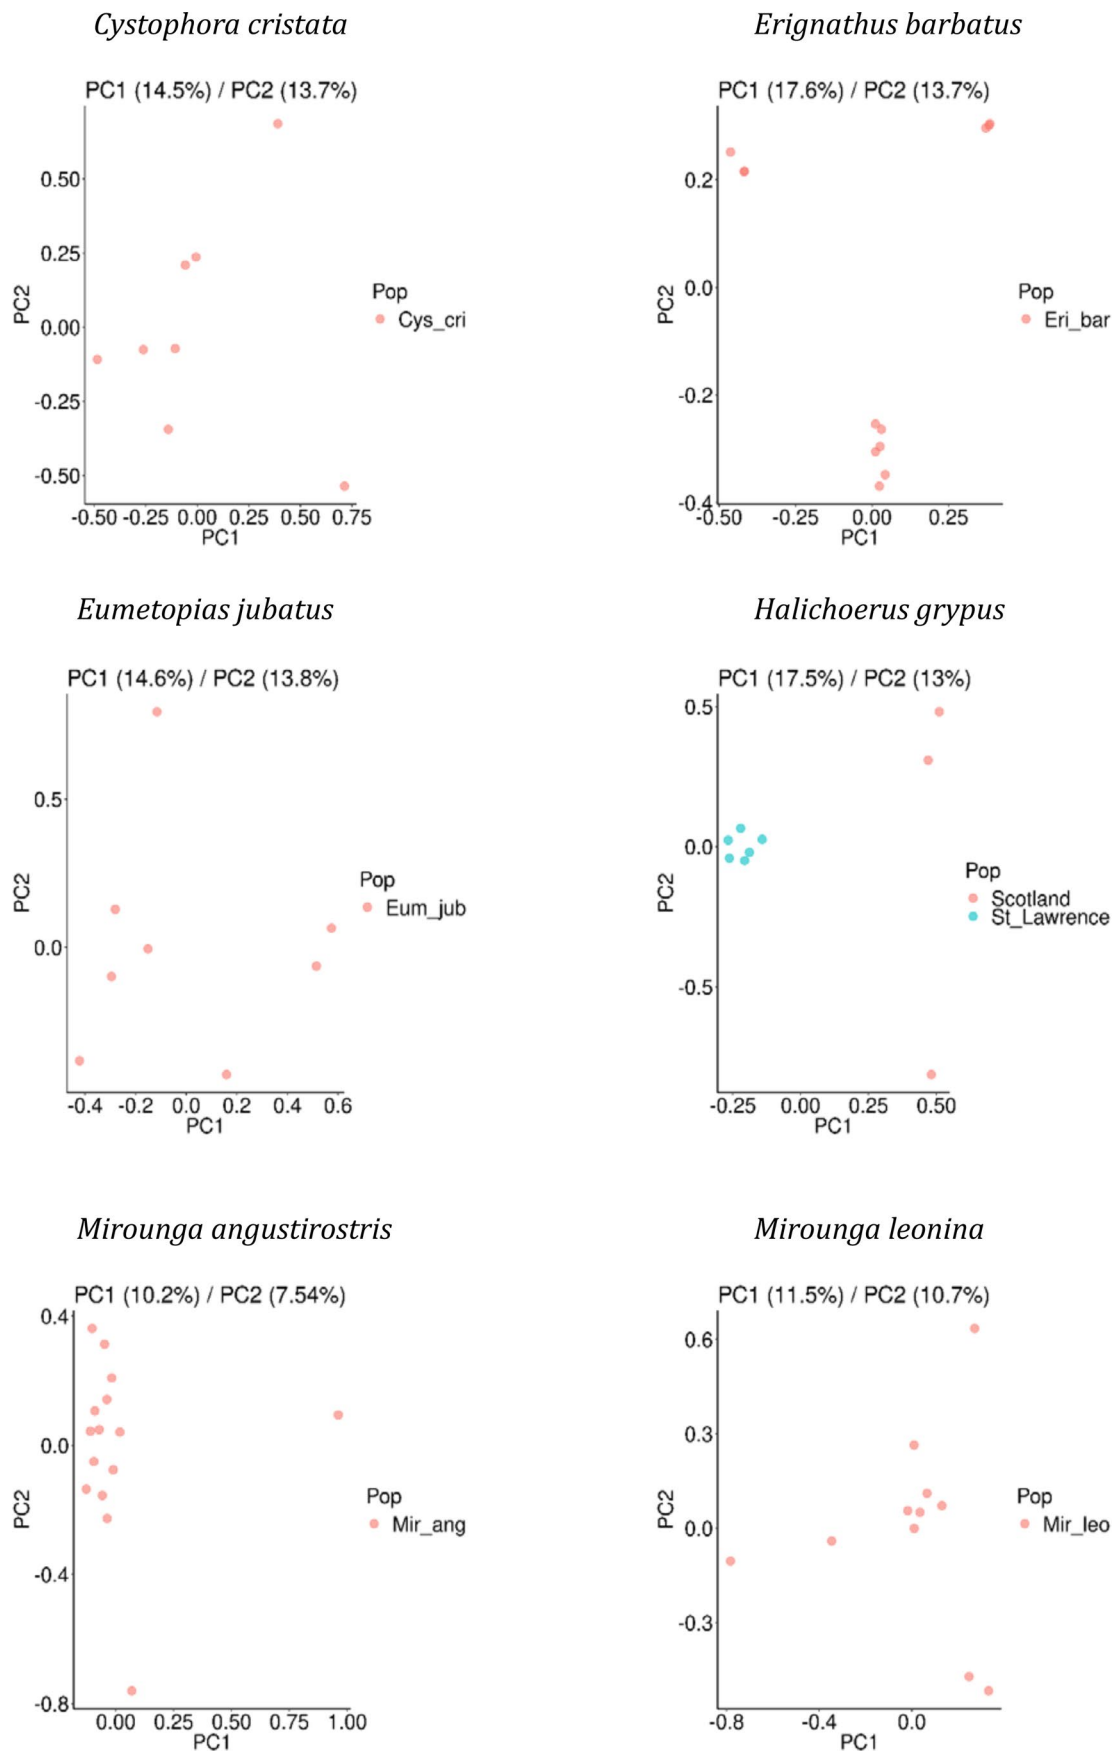 Cystophora cristata
PC1 (14.5%) / PC2 (13.7%)
0.50
0.25
0.00
-0.25
-0.50
PC2
-0.50 -0.25 0.00 0.25 0.50 0.75
PC1
Pop
Cys_cri
Erignathus barbatus
PC1 (17.6%) / PC2 (13.7%)
0.2
0.0
-0.2
-0.4
PC2
-0.50 -0.25 0.00 0.25
PC1
Pop
Eri_bar
Eumetopias jubatus
PC1 (14.6%) / PC2 (13.8%)
0.5
0.0
PC2
-0.4 -0.2 0.0 0.2 0.4 0.6
PC1
Pop
Eum_jub
Halichoerus grypus
PC1 (17.5%) / PC2 (13%)
0.5
0.0
-0.5
PC2
-0.25 0.00 0.25 0.50
PC1
Pop
Scotland
St_Lawrence
Mirounga angustirostris
PC1 (10.2%) / PC2 (7.54%)
0.4
0.0
-0.4
-0.8
PC2
0.00 0.25 0.50 0.75 1.00
PC1
Pop
Mir_ang
Mirounga leonina
PC1 (11.5%) / PC2 (10.7%)
0.6
0.3
0.0
-0.3
PC2
-0.8 -0.4 0.0
PC1
Pop
Mir_leo